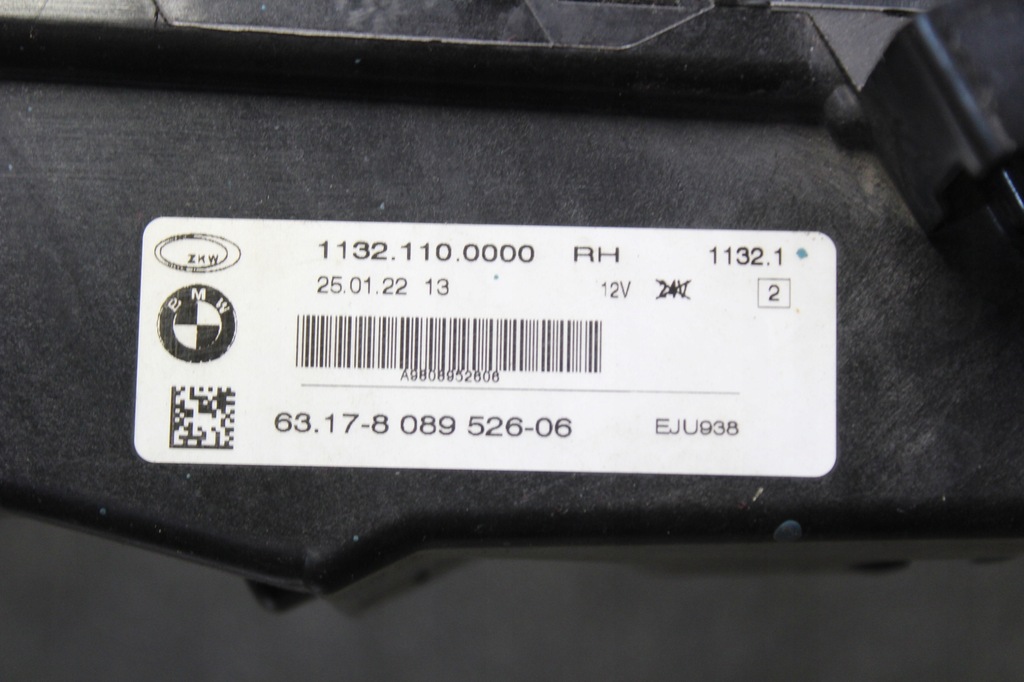 ZKW
1132.110.0000 RH 1132.1
25.01.22 13 12V 24V 2
BMW
A9808952606
63.17-8 089 526-06 EJU938